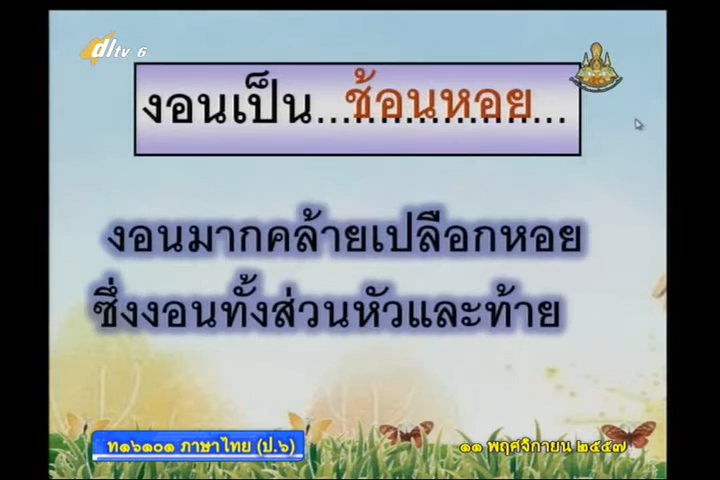 dltv 6
งอนเป็น...ช้อนหอย...
งอนมากคล้ายเปลือกหอย
ซึ่งงอนทั้งส่วนหัวและท้าย
ท๑๖๑๐๑ ภาษาไทย (ป.๖)
๑๑ พฤศจิกายน ๒๕๕๗